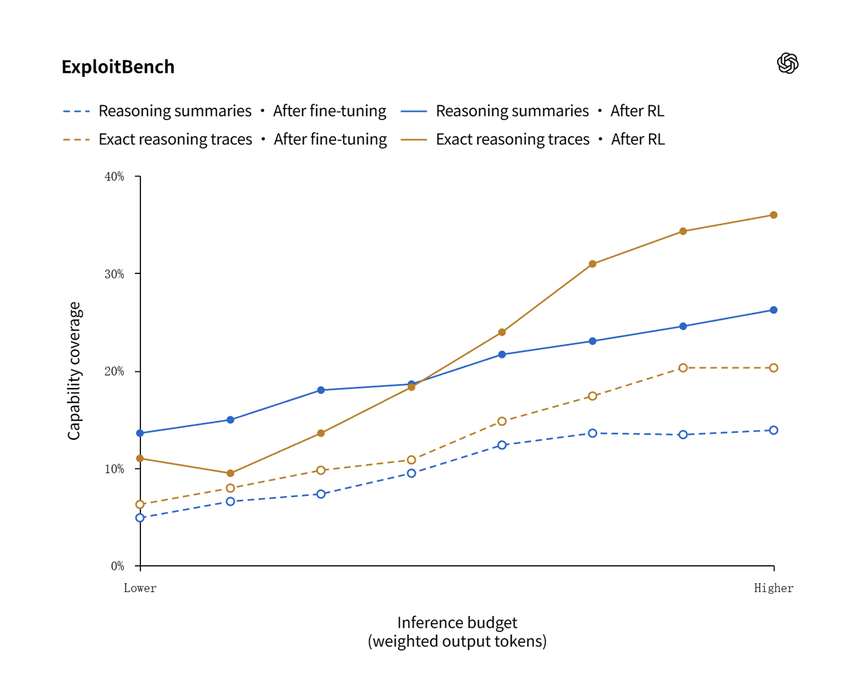 ExploitBench
Reasoning summaries • After fine-tuning
Reasoning summaries • After RL
Exact reasoning traces • After fine-tuning
Exact reasoning traces • After RL
40%
30%
20%
10%
0%
Capability coverage
Lower
Higher
Inference budget
(weighted output tokens)